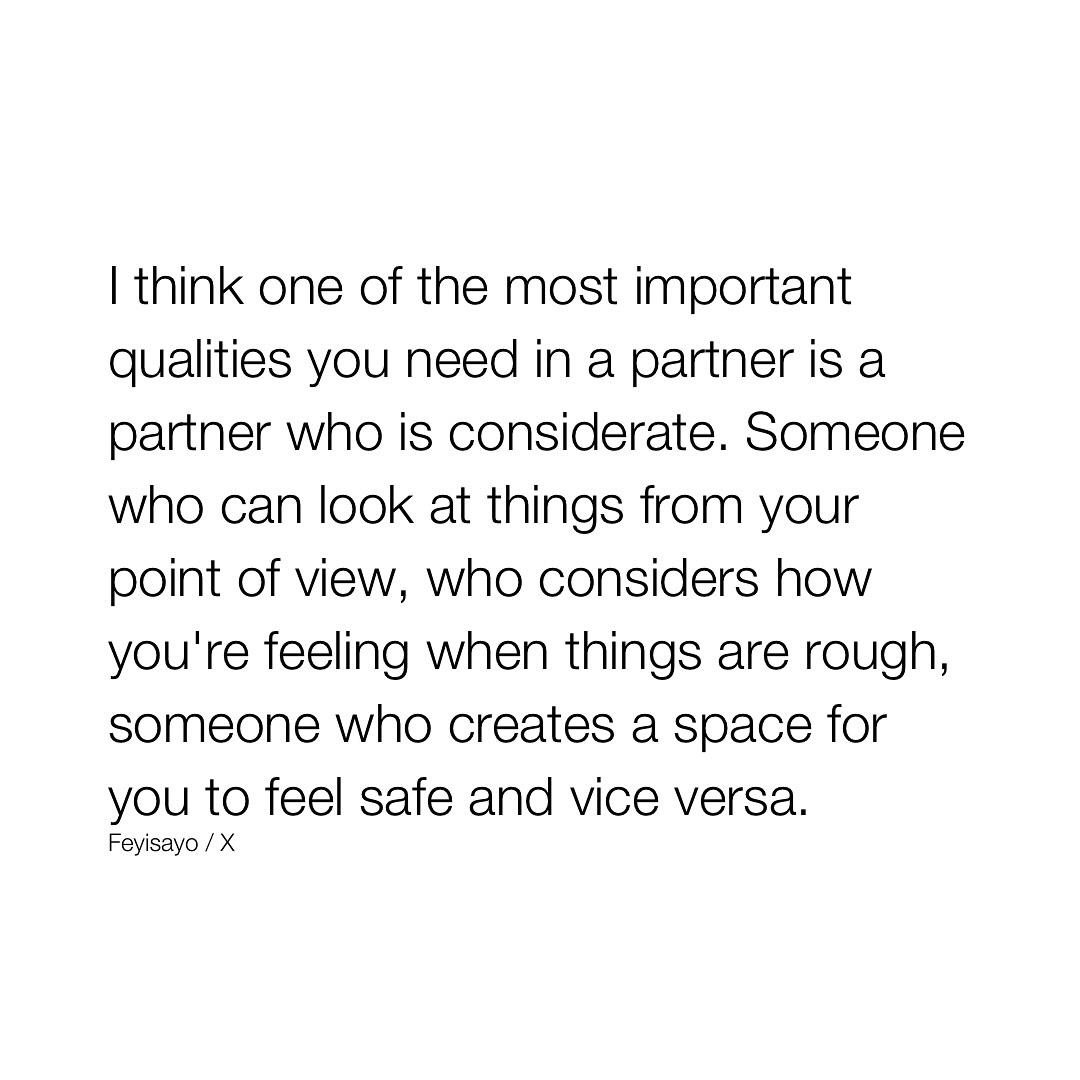 I think one of the most important
qualities you need in a partner is a
partner who is considerate. Someone
who can look at things from your
point of view, who considers how
you're feeling when things are rough,
someone who creates a space for
you to feel safe and vice versa.
Feyisayo / X